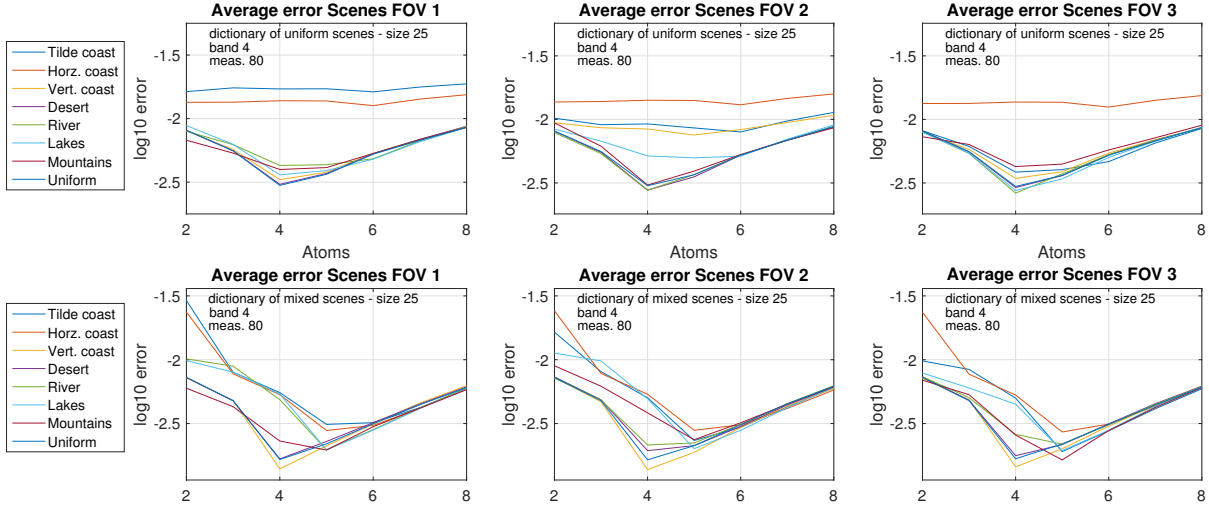 Average error Scenes FOV 1
Average error Scenes FOV 2
Average error Scenes FOV 3
Tilde coast
Horz. coast
Vert. coast
Desert
River
Lakes
Mountains
Uniform
log10 error
-1.5
-2
-2.5
dictionary of uniform scenes - size 25
band 4
meas. 80
2 4 6 8
Atoms
log10 error
-1.5
-2
-2.5
dictionary of uniform scenes - size 25
band 4
meas. 80
2 4 6 8
Atoms
log10 error
-1.5
-2
-2.5
dictionary of uniform scenes - size 25
band 4
meas. 80
2 4 6 8
Atoms
Average error Scenes FOV 1
Average error Scenes FOV 2
Average error Scenes FOV 3
Tilde coast
Horz. coast
Vert. coast
Desert
River
Lakes
Mountains
Uniform
log10 error
-1.5
-2
-2.5
dictionary of mixed scenes - size 25
band 4
meas. 80
2 4 6 8
log10 error
-1.5
-2
-2.5
dictionary of mixed scenes - size 25
band 4
meas. 80
2 4 6 8
log10 error
-1.5
-2
-2.5
dictionary of mixed scenes - size 25
band 4
meas. 80
2 4 6 8